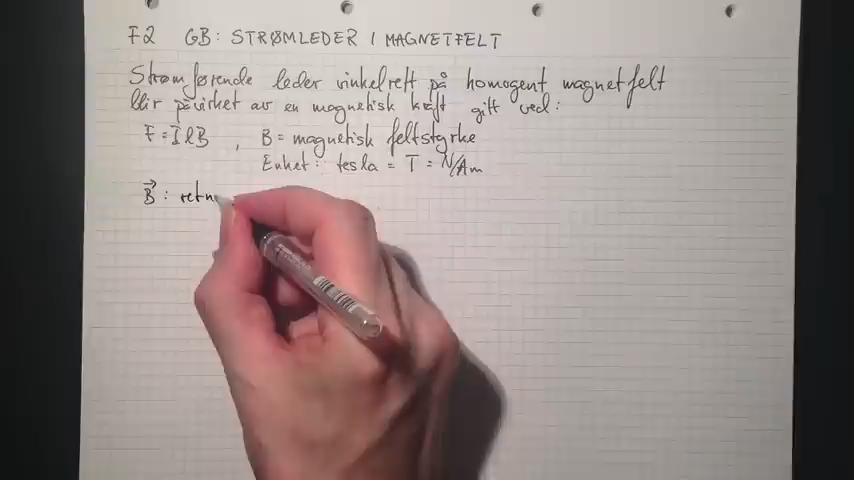 F2 GB: STRØMLEDER I MAGNETFELT
Strømførende leder vinkelrett på homogent magnetfelt
blir påvirket av en magnetisk kraft gitt ved:
F = IlB , B = magnetisk feltstyrke
Enhet: tesla = T = N/Am
B⃗ : retn